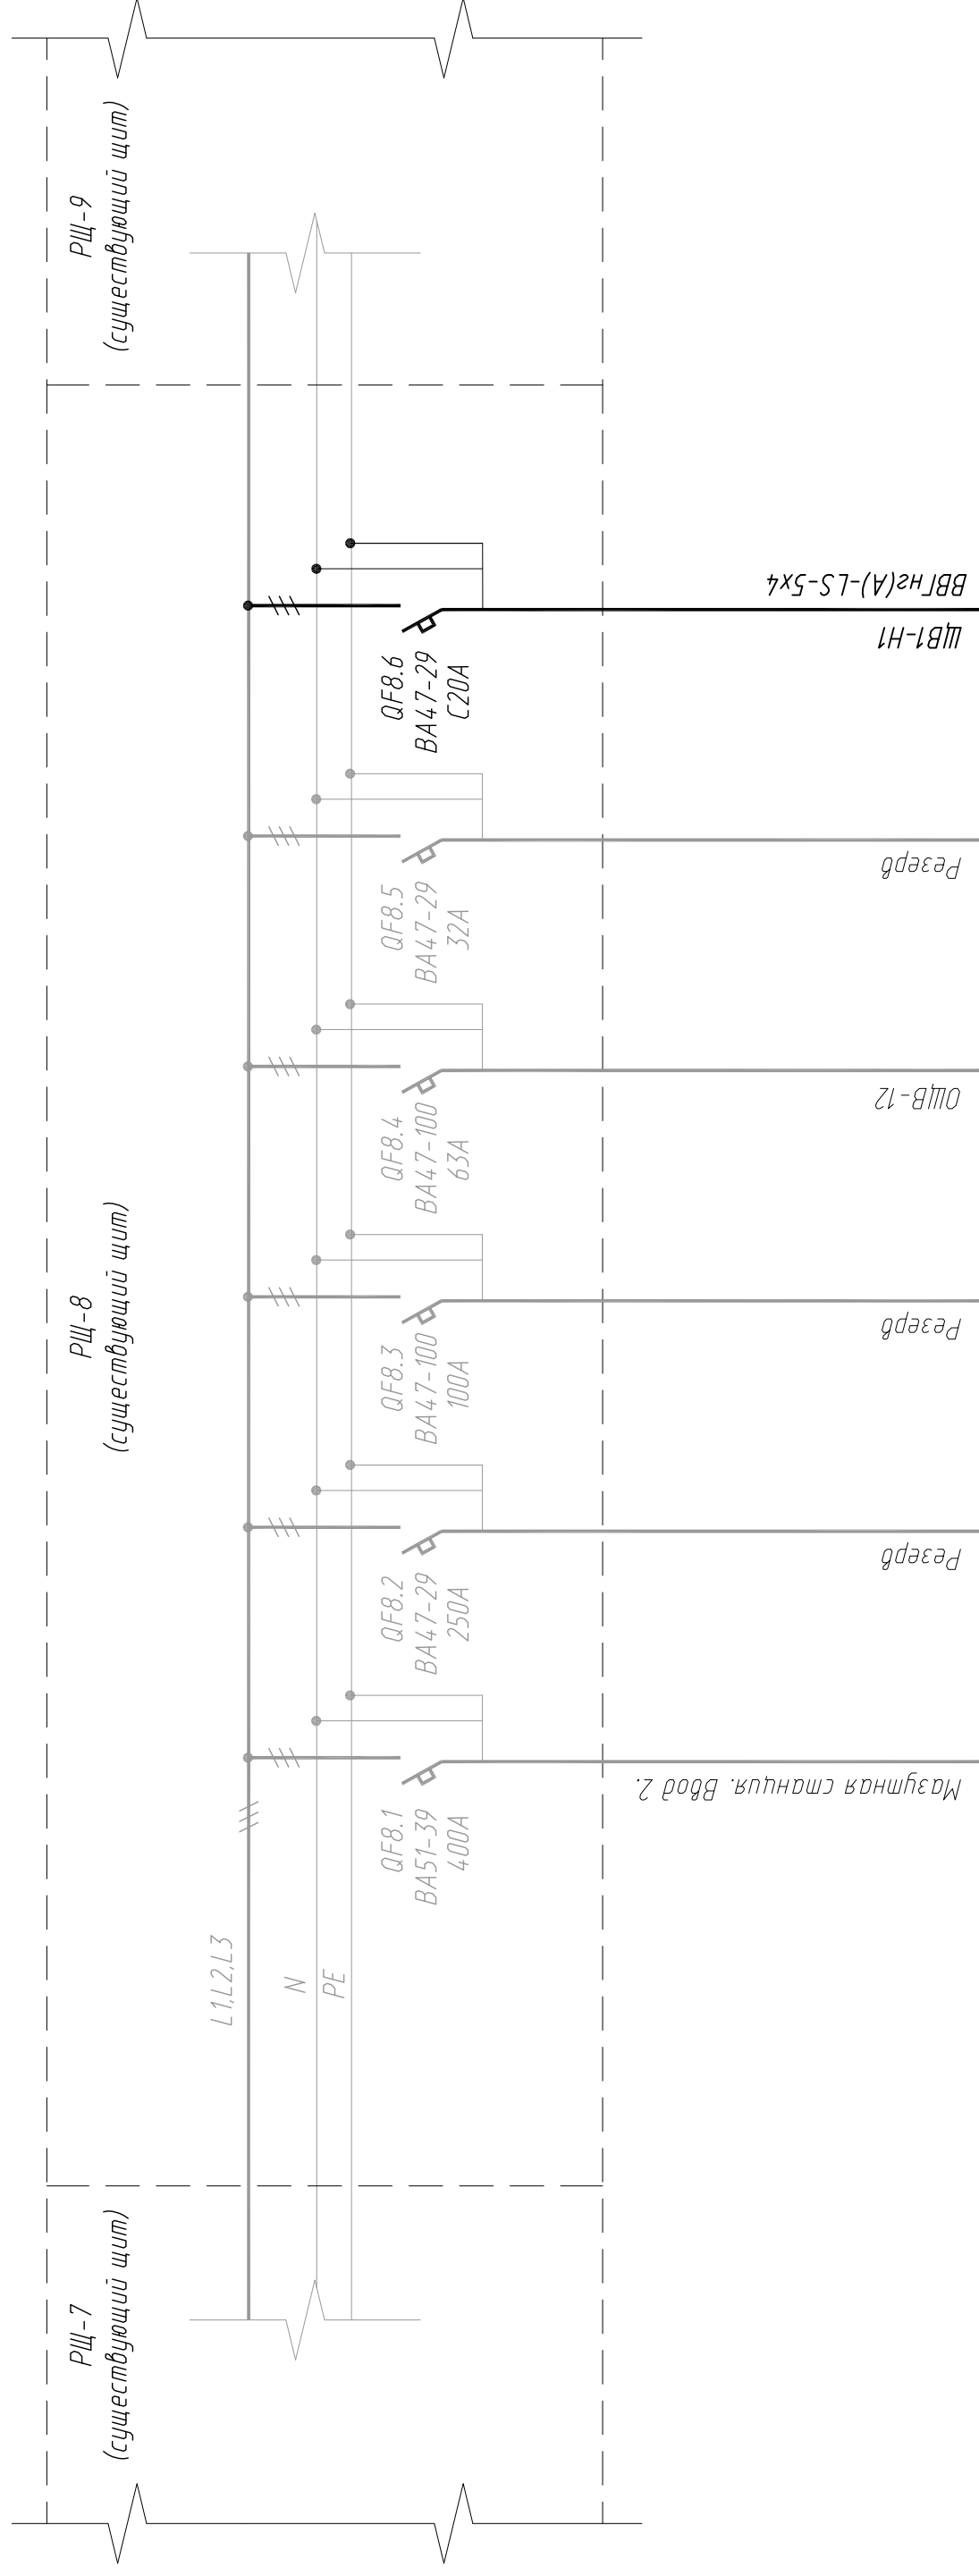 РЩ-7
(существующий щит)
РЩ-8
(существующий щит)
РЩ-9
(существующий щит)
L1,L2,L3
N
PE
QF8.1
ВА51-39
400А
QF8.2
ВА47-29
250А
QF8.3
ВА47-100
100А
QF8.4
ВА47-100
63А
QF8.5
ВА47-29
32А
QF8.6
ВА47-29
С20А
Мазутная станция. Ввод 2.
Резерв
Резерв
ОЩВ-12
Резерв
ЩВ1-Н1
ВВГнг(А)-LS-5х4